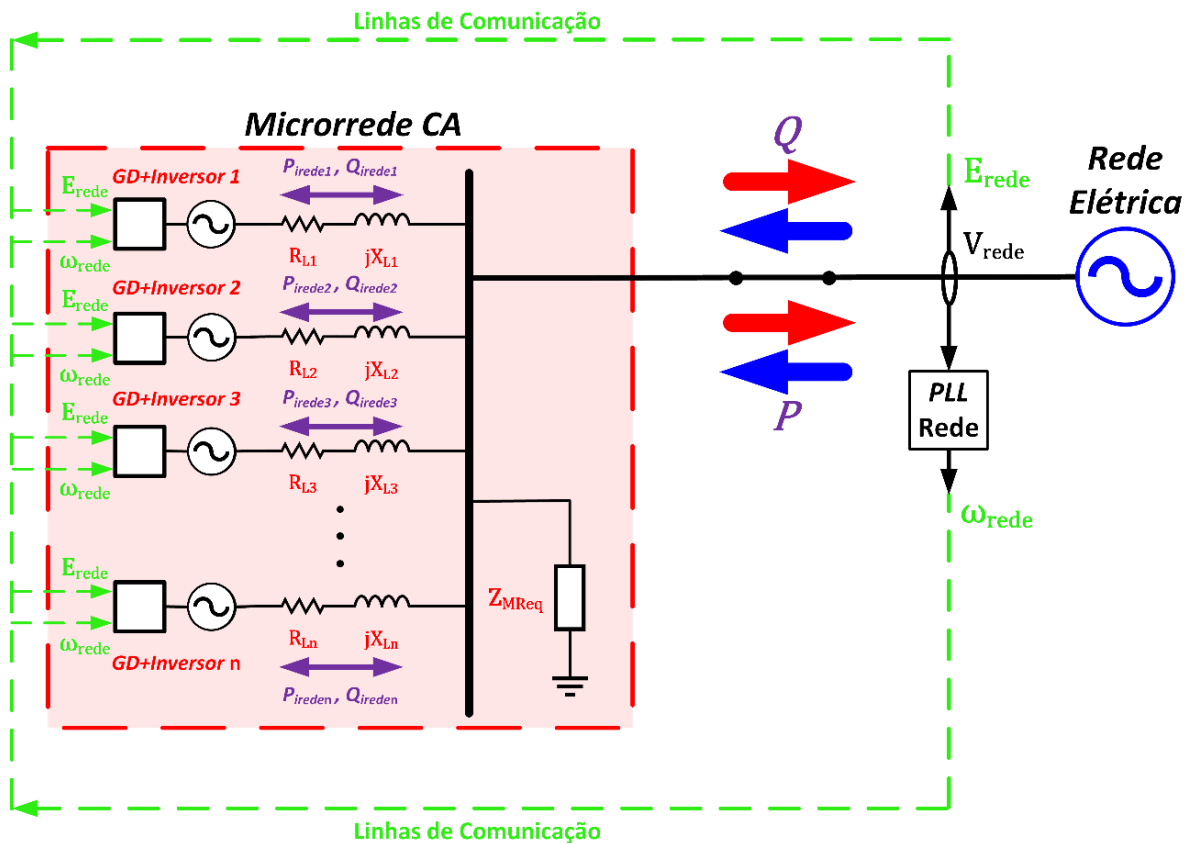 Linhas de Comunicação
Microrrede CA
Q
Rede
Elétrica
E_rede
V_rede
PLL
Rede
ω_rede
P
GD+Inversor 1
P_irede1, Q_irede1
E_rede
ω_rede
R_L1
jX_L1
GD+Inversor 2
P_irede2, Q_irede2
E_rede
ω_rede
R_L2
jX_L2
GD+Inversor 3
P_irede3, Q_irede3
E_rede
ω_rede
R_L3
jX_L3
E_rede
ω_rede
R_Ln
jX_Ln
GD+Inversor n
P_ireden, Q_ireden
Z_MReq
Linhas de Comunicação